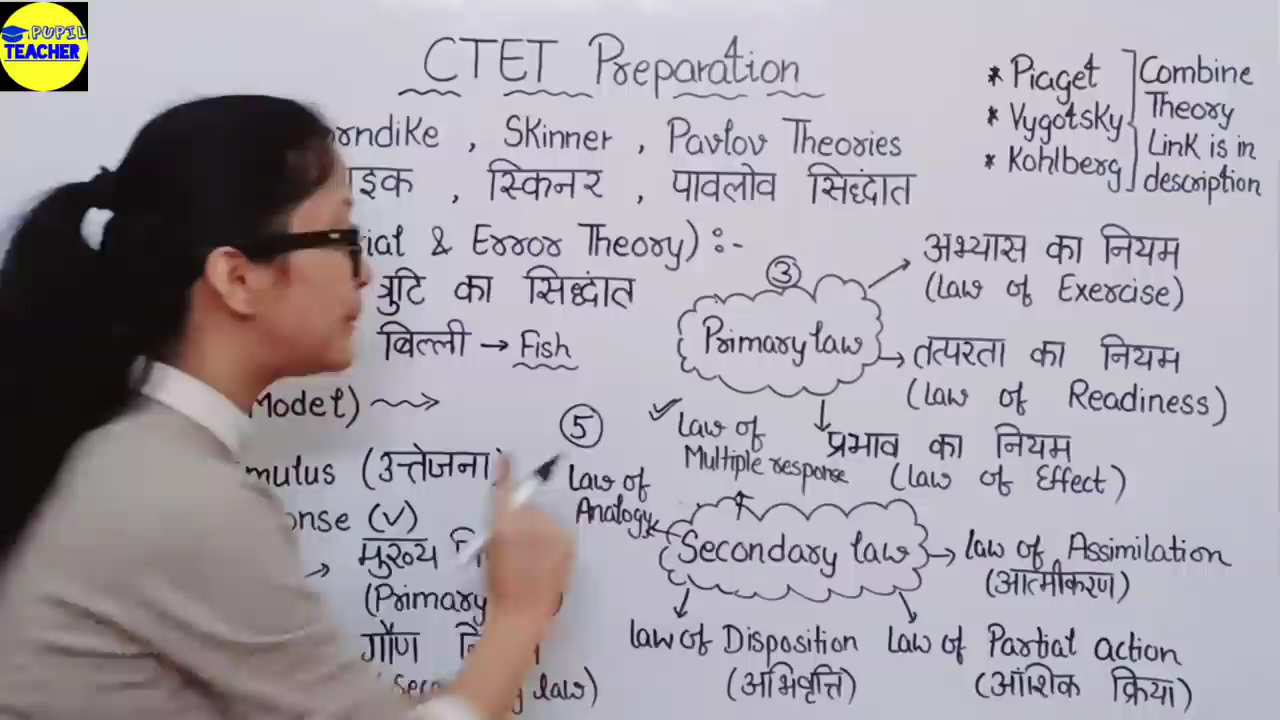 PUPIL
TEACHER
CTET Preparation
* Piaget
* Vygotsky
* Kohlberg
Combine
Theory
Link is in
description
orndike , Skinner , Pavlov Theories
ाइक , स्किनर , पावलोव सिद्धांत
ial & Error Theory) :-
त्रुटि का सिद्धांत
बिल्ली → Fish
Model)
mulus (उत्तेजना)
onse (V)
मुख्य नि
(Primary
गौण नि
law)
③
Primary law
अभ्यास का नियम
(Law of Exercise)
तत्परता का नियम
(Law of Readiness)
प्रभाव का नियम
(Law of Effect)
⑤
Secondary law
✓ Law of
Multiple response
Law of
Analogy
Law of Assimilation
(आत्मीकरण)
law of Disposition
(अभिवृत्ति)
Law of Partial action
(आंशिक क्रिया)